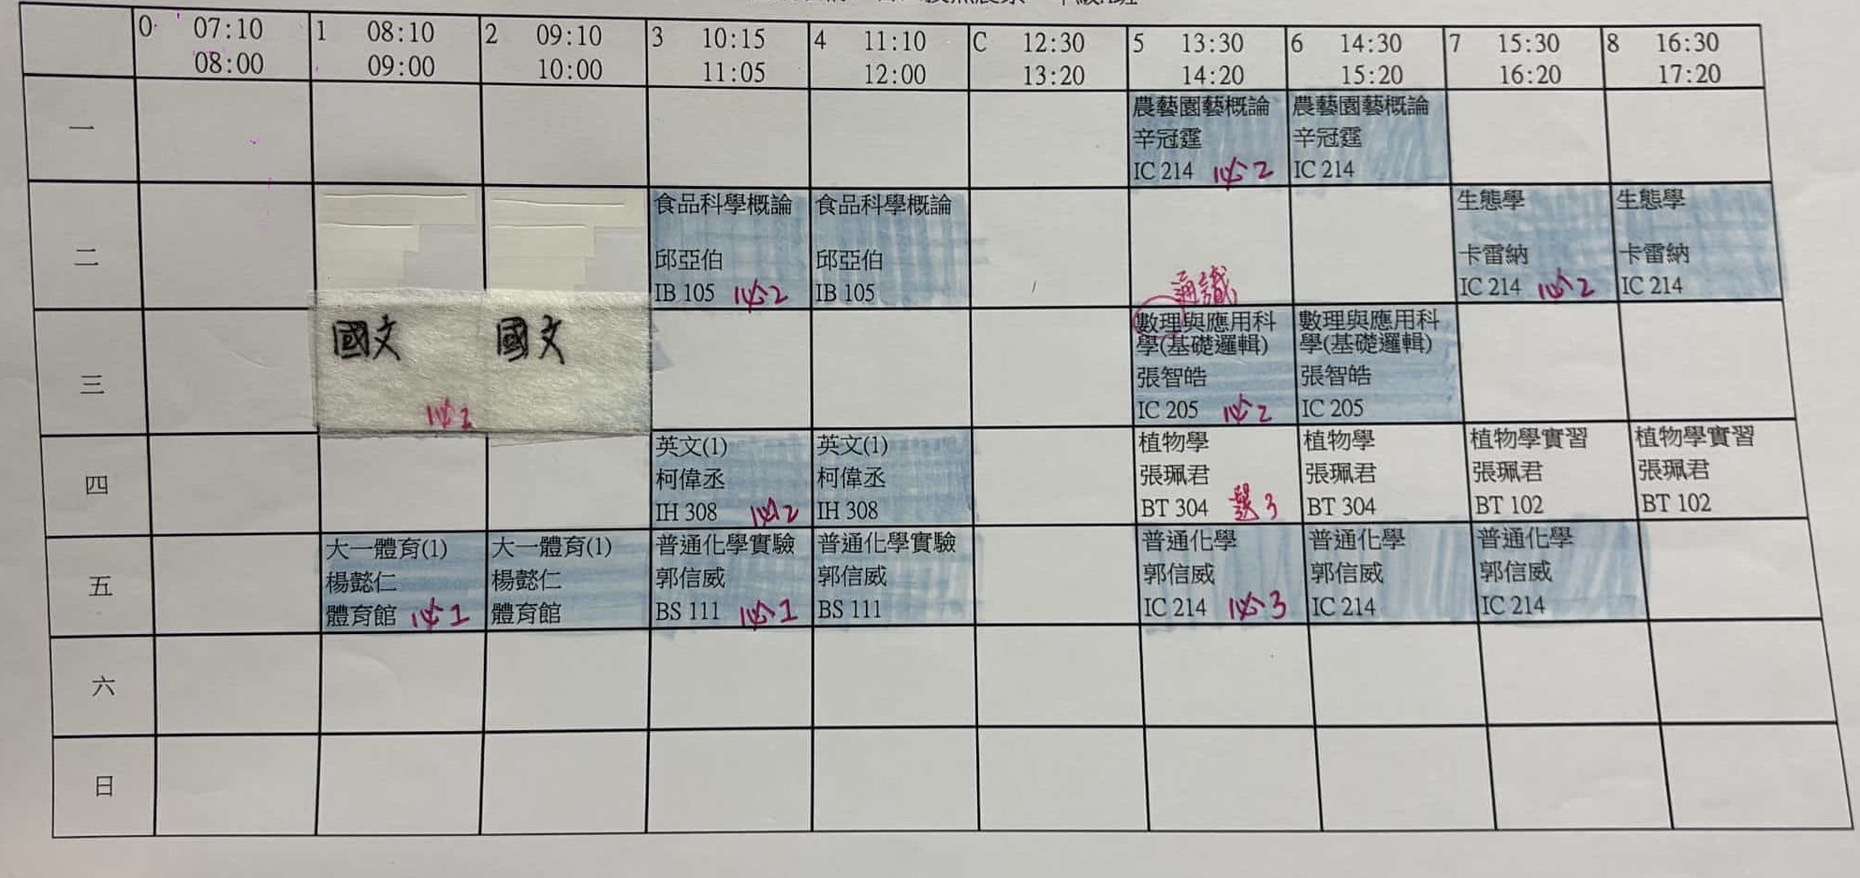 0 07:10 08:00
1 08:10 09:00
2 09:10 10:00
3 10:15 11:05
4 11:10 12:00
C 12:30 13:20
5 13:30 14:20
6 14:30 15:20
7 15:30 16:20
8 16:30 17:20
一
農藝園藝概論
辛冠霆
IC 214 必2
農藝園藝概論
辛冠霆
IC 214
二
食品科學概論
邱亞伯
IB 105 必2
食品科學概論
邱亞伯
IB 105
生態學
卡雷納
IC 214 必2
生態學
卡雷納
IC 214
三
國文
必2
國文
通識
數理與應用科
學(基礎邏輯)
張智皓
IC 205 必2
數理與應用科
學(基礎邏輯)
張智皓
IC 205
四
英文(1)
柯偉丞
IH 308 必2
英文(1)
柯偉丞
IH 308
植物學
張珮君
BT 304 選3
植物學
張珮君
BT 304
植物學實習
張珮君
BT 102
植物學實習
張珮君
BT 102
五
大一體育(1)
楊懿仁
體育館 必1
大一體育(1)
楊懿仁
體育館
普通化學實驗
郭信威
BS 111 必1
普通化學實驗
郭信威
BS 111
普通化學
郭信威
IC 214 必3
普通化學
郭信威
IC 214
普通化學
郭信威
IC 214
六
日